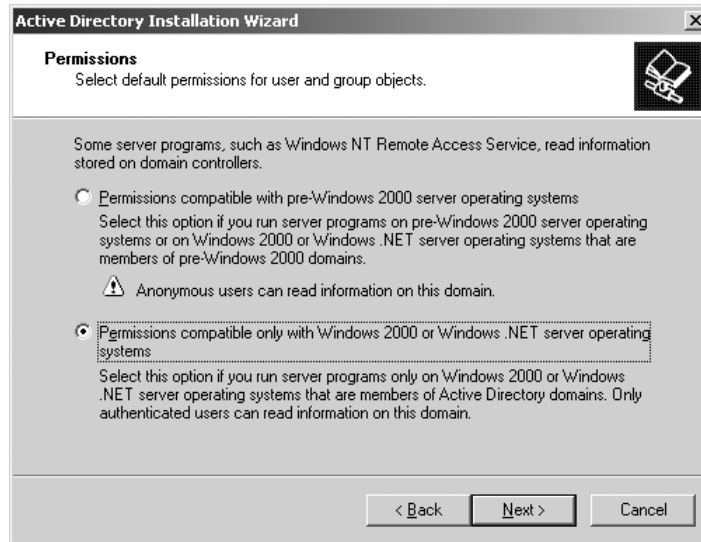 Active Directory Installation Wizard
Permissions
Select default permissions for user and group objects.
Some server programs, such as Windows NT Remote Access Service, read information
stored on domain controllers.
Permissions compatible with pre-Windows 2000 server operating systems
Select this option if you run server programs on pre-Windows 2000 server operating
systems or on Windows 2000 or Windows .NET server operating systems that are
members of pre-Windows 2000 domains.
Anonymous users can read information on this domain.
Permissions compatible only with Windows 2000 or Windows .NET server operating
systems
Select this option if you run server programs only on Windows 2000 or Windows
.NET server operating systems that are members of Active Directory domains. Only
authenticated users can read information on this domain.
< Back Next > Cancel